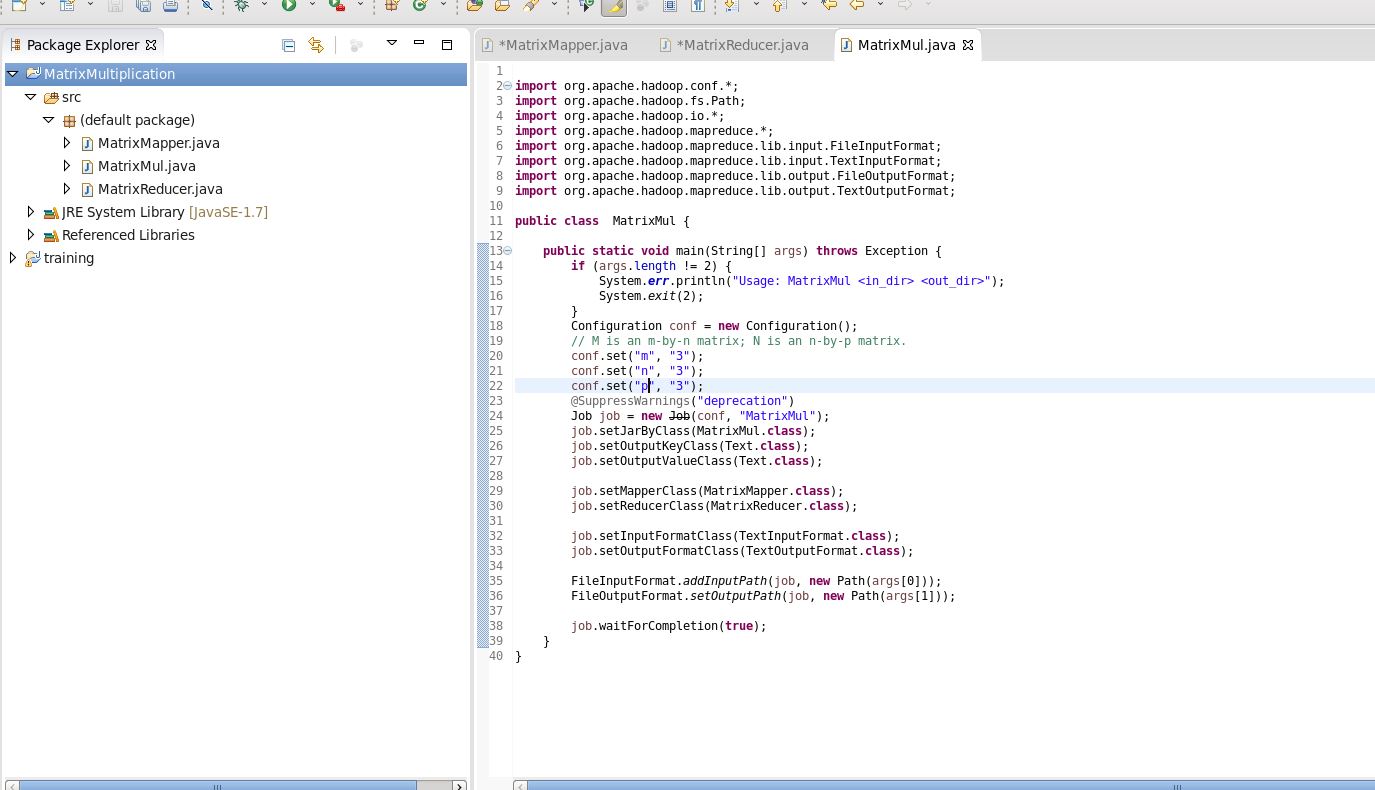 Package Explorer
MatrixMultiplication
src
(default package)
MatrixMapper.java
MatrixMul.java
MatrixReducer.java
JRE System Library [JavaSE-1.7]
Referenced Libraries
training
*MatrixMapper.java
*MatrixReducer.java
MatrixMul.java
1
2 import org.apache.hadoop.conf.*;
3 import org.apache.hadoop.fs.Path;
4 import org.apache.hadoop.io.*;
5 import org.apache.hadoop.mapreduce.*;
6 import org.apache.hadoop.mapreduce.lib.input.FileInputFormat;
7 import org.apache.hadoop.mapreduce.lib.input.TextInputFormat;
8 import org.apache.hadoop.mapreduce.lib.output.FileOutputFormat;
9 import org.apache.hadoop.mapreduce.lib.output.TextOutputFormat;
10
11 public class  MatrixMul {
12
13     public static void main(String[] args) throws Exception {
14         if (args.length != 2) {
15             System.err.println("Usage: MatrixMul <in_dir> <out_dir>");
16             System.exit(2);
17         }
18         Configuration conf = new Configuration();
19         // M is an m-by-n matrix; N is an n-by-p matrix.
20         conf.set("m", "3");
21         conf.set("n", "3");
22         conf.set("p", "3");
23         @SuppressWarnings("deprecation")
24         Job job = new Job(conf, "MatrixMul");
25         job.setJarByClass(MatrixMul.class);
26         job.setOutputKeyClass(Text.class);
27         job.setOutputValueClass(Text.class);
28
29         job.setMapperClass(MatrixMapper.class);
30         job.setReducerClass(MatrixReducer.class);
31
32         job.setInputFormatClass(TextInputFormat.class);
33         job.setOutputFormatClass(TextOutputFormat.class);
34
35         FileInputFormat.addInputPath(job, new Path(args[0]));
36         FileOutputFormat.setOutputPath(job, new Path(args[1]));
37
38         job.waitForCompletion(true);
39     }
40 }